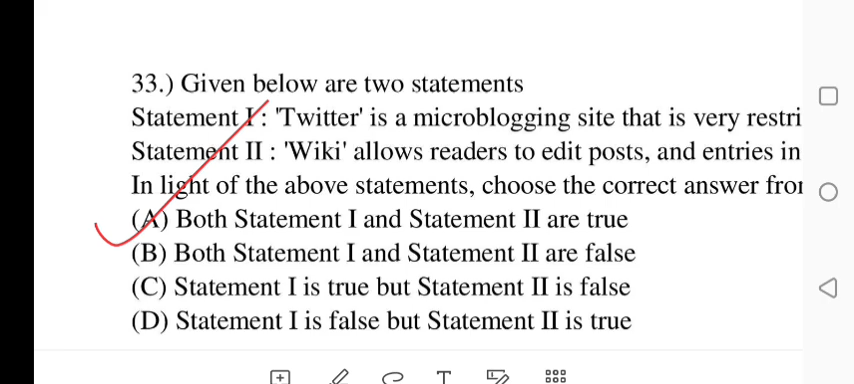 33.) Given below are two statements
Statement I : 'Twitter' is a microblogging site that is very restri
Statement II : 'Wiki' allows readers to edit posts, and entries in
In light of the above statements, choose the correct answer from
(A) Both Statement I and Statement II are true
(B) Both Statement I and Statement II are false
(C) Statement I is true but Statement II is false
(D) Statement I is false but Statement II is true
T